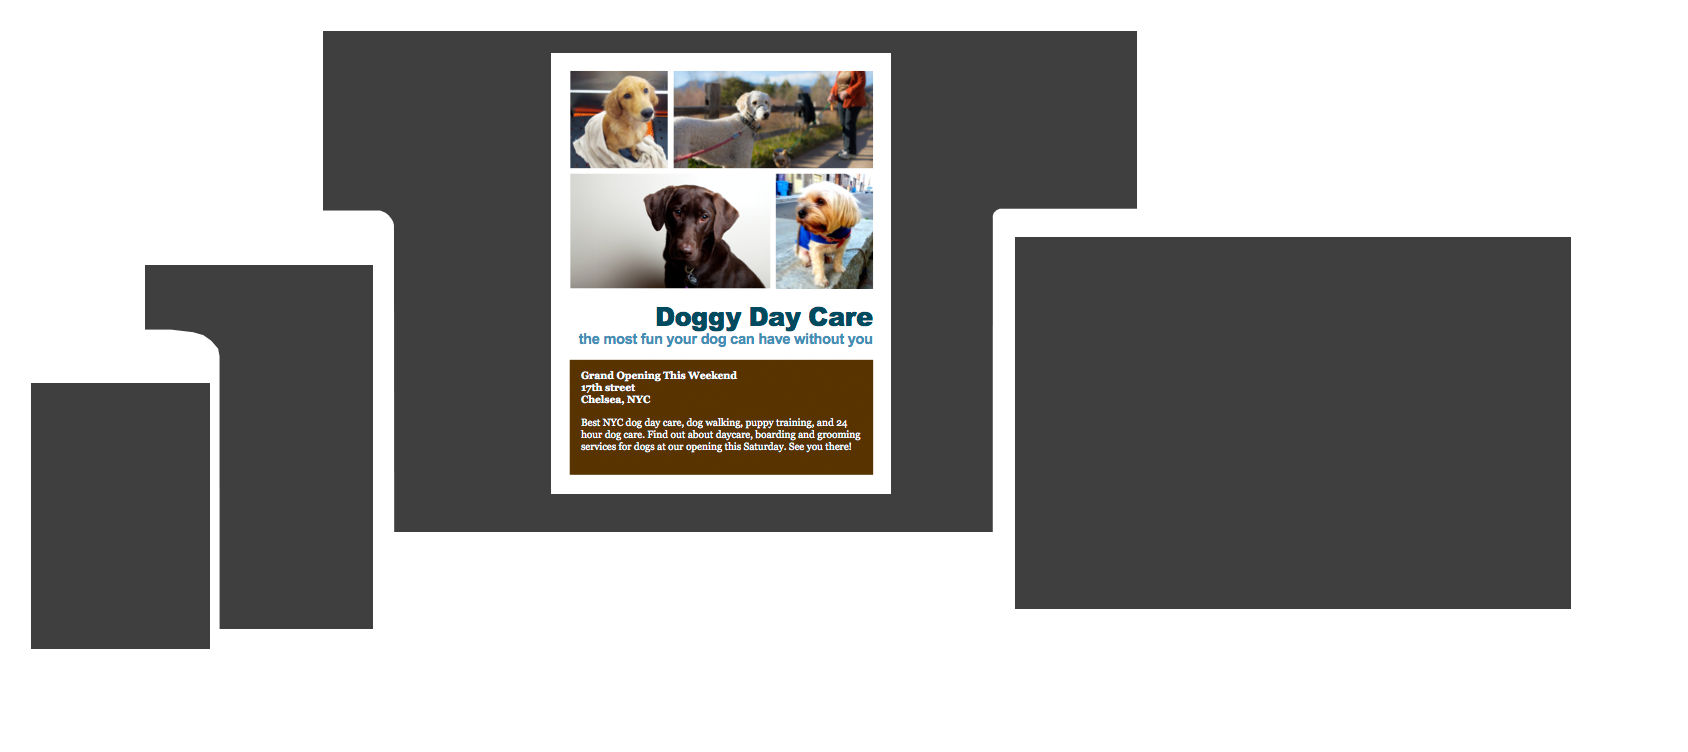 Doggy Day Care
the most fun your dog can have without you
Grand Opening This Weekend
17th street
Chelsea, NYC
Best NYC dog day care, dog walking, puppy training, and 24
hour dog care. Find out about daycare, boarding and grooming
services for dogs at our opening this Saturday. See you there!